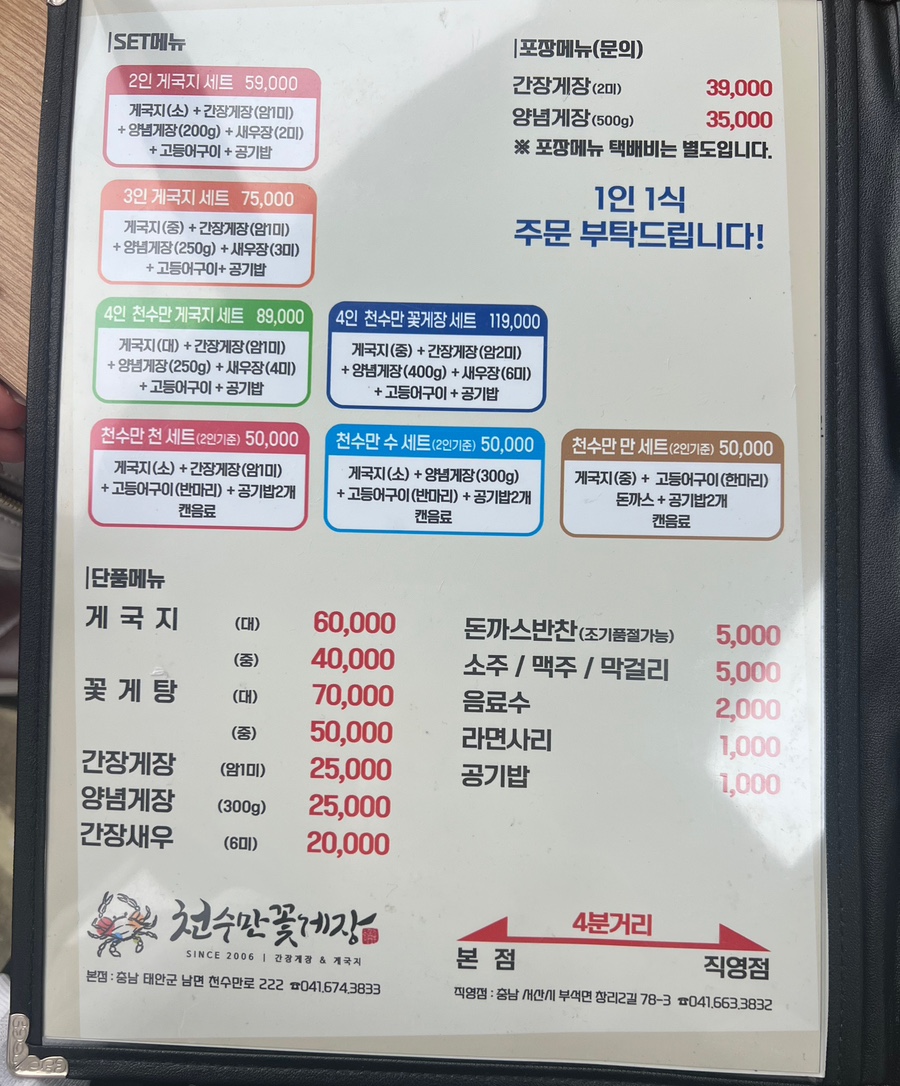 SET메뉴
2인 게국지 세트 59,000
게국지(소) + 간장게장(암1미)
+ 양념게장(200g) + 새우장(2미)
+ 고등어구이 + 공기밥
3인 게국지 세트 75,000
게국지(중) + 간장게장(암1미)
+ 양념게장(250g) + 새우장(3미)
+ 고등어구이+ 공기밥
4인 천수만 게국지 세트 89,000
게국지(대) + 간장게장(암1미)
+ 양념게장(250g) + 새우장(4미)
+ 고등어구이 + 공기밥
4인 천수만 꽃게장 세트 119,000
게국지(중) + 간장게장(암2미)
+ 양념게장(400g) + 새우장(6미)
+ 고등어구이 + 공기밥
천수만 천 세트(2인기준) 50,000
게국지(소) + 간장게장(암1미)
+ 고등어구이(반마리) + 공기밥2개
캔음료
천수만 수 세트(2인기준) 50,000
게국지(소) + 양념게장(300g)
+ 고등어구이(반마리) + 공기밥2개
캔음료
천수만 만 세트(2인기준) 50,000
게국지(중) + 고등어구이(한마리)
돈까스 + 공기밥2개
캔음료
포장메뉴(문의)
간장게장(2미) 39,000
양념게장(500g) 35,000
※ 포장메뉴 택배비는 별도입니다.
1인 1식
주문 부탁드립니다!
단품메뉴
게국지 (대) 60,000
(중) 40,000
꽃게탕 (대) 70,000
(중) 50,000
간장게장 (암1미) 25,000
양념게장 (300g) 25,000
간장새우 (6미) 20,000
돈까스반찬(조기품절가능) 5,000
소주 / 맥주 / 막걸리 5,000
음료수 2,000
라면사리 1,000
공기밥 1,000
천수만꽃게장
SINCE 2006 | 간장게장 & 게국지
본점 : 충남 태안군 남면 천수만로 222 ☎041.674.3833
4분거리
본 점 직영점
직영점 : 충남 서산시 부석면 창리2길 78-3 ☎041.663.3832